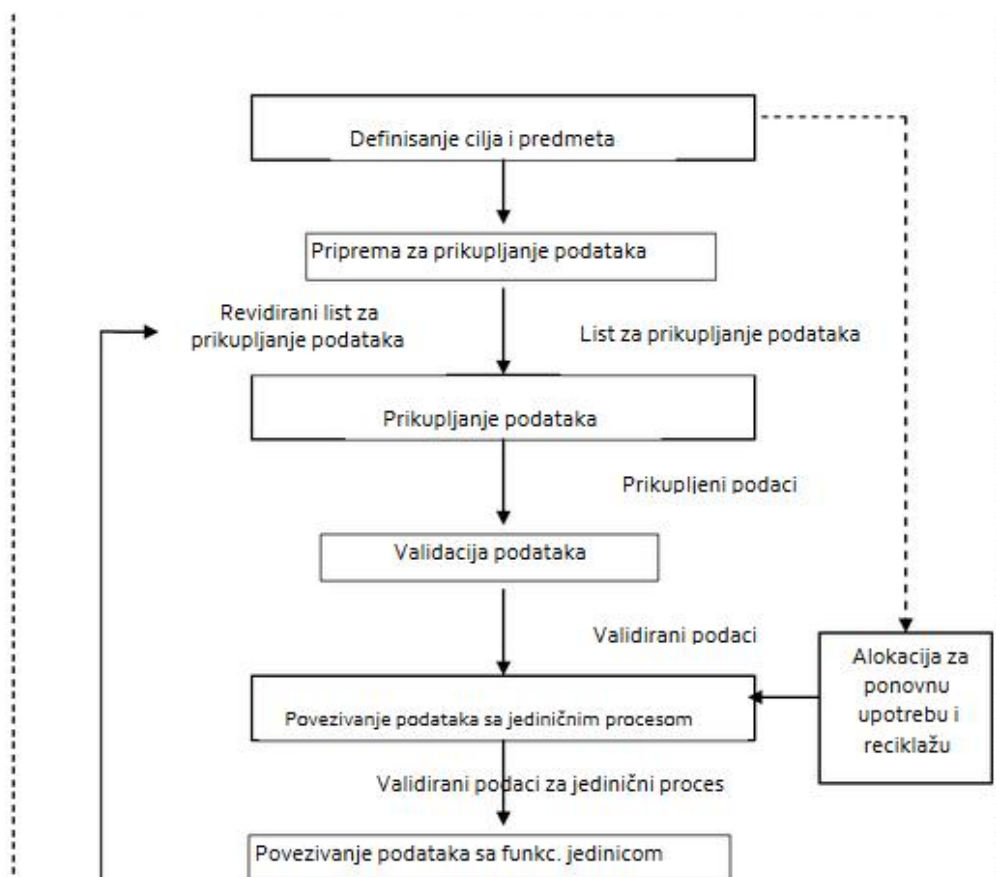 Definisanje cilja i predmeta
Priprema za prikupljanje podataka
Revidirani list za
prikupljanje podataka
List za prikupljanje podataka
Prikupljanje podataka
Prikupljeni podaci
Validacija podataka
Validirani podaci
Alokacija za
ponovnu
upotrebu i
reciklažu
Povezivanje podataka sa jediničnim procesom
Validirani podaci za jedinični proces
Povezivanje podataka sa funkc. jedinicom